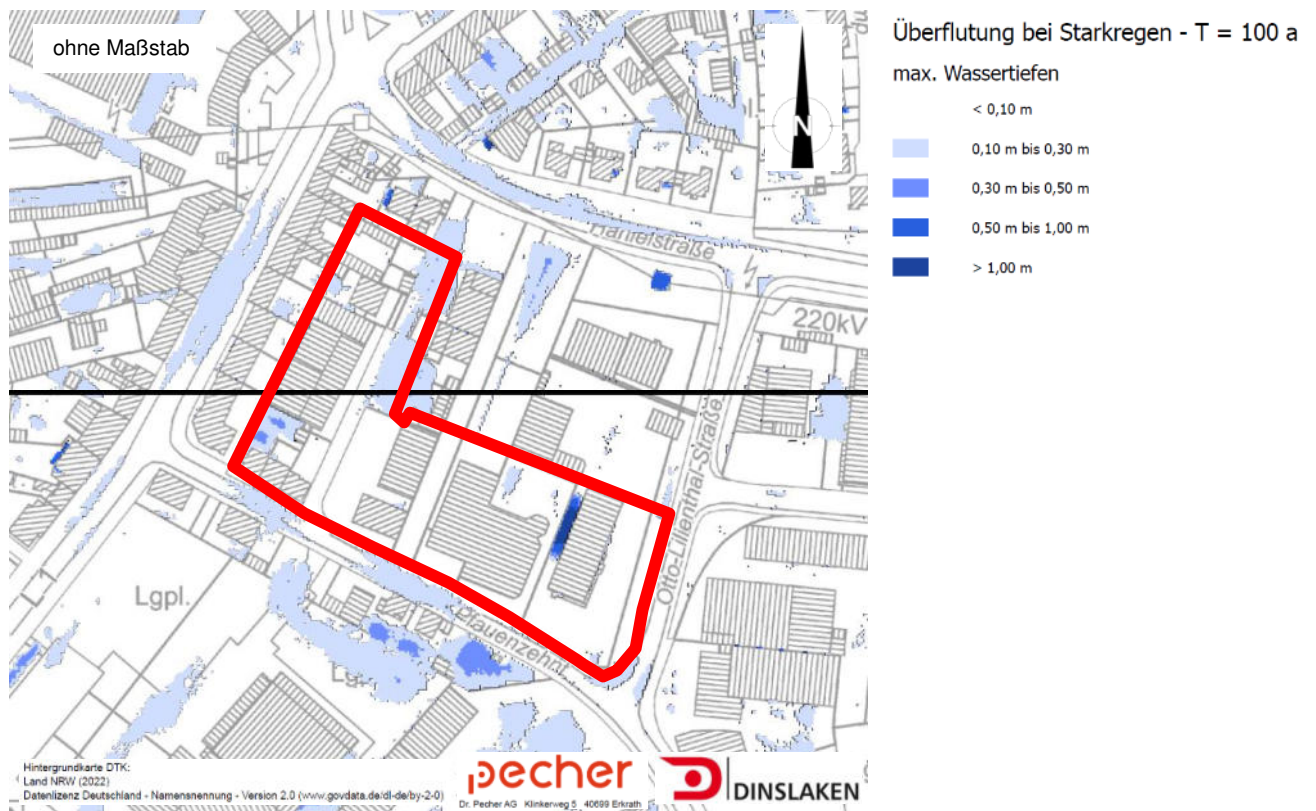 ohne Maßstab
N
Überflutung bei Starkregen - T = 100 a
max. Wassertiefen
< 0,10 m
0,10 m bis 0,30 m
0,30 m bis 0,50 m
0,50 m bis 1,00 m
> 1,00 m
Hanielstraße
220kV
Otto-Lilienthal-Straße
Lgpl.
Pfauenzehnt
Hintergrundkarte DTK:
Land NRW (2022)
Datenlizenz Deutschland - Namensnennung - Version 2.0 (www.govdata.de/dl-de/by-2-0)
pecher
Dr. Pecher AG Klinkerweg 5 40699 Erkrath
DINSLAKEN